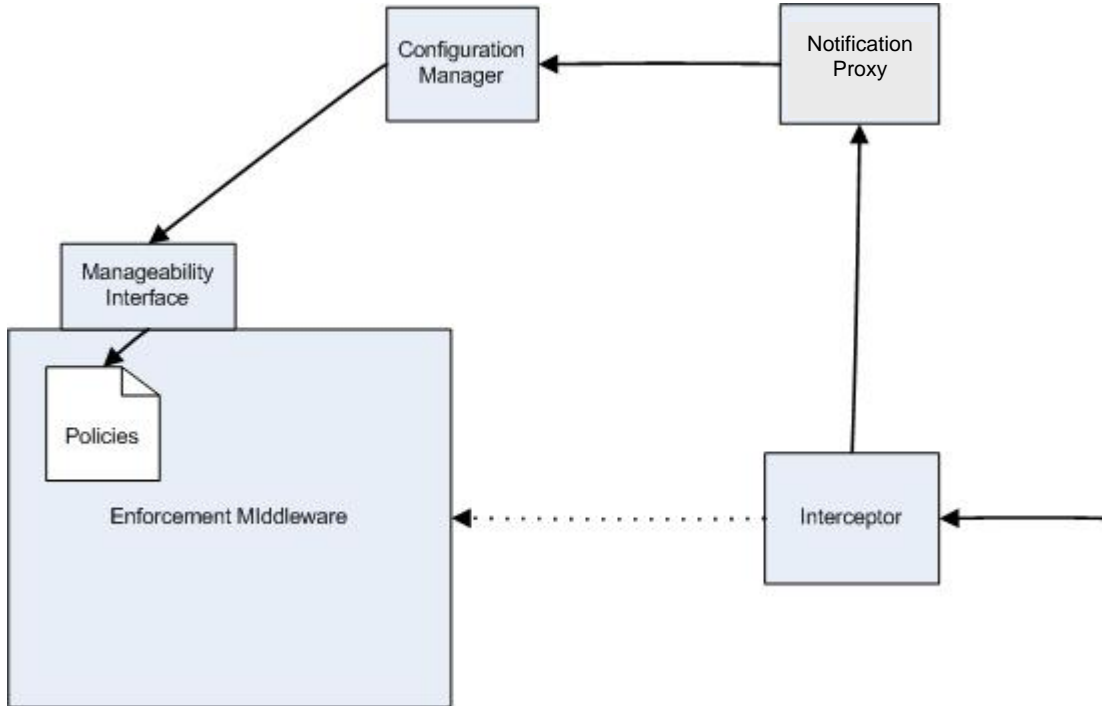 Configuration
Manager
Notification
Proxy
Manageability
Interface
Policies
Enforcement MIddleware
Interceptor